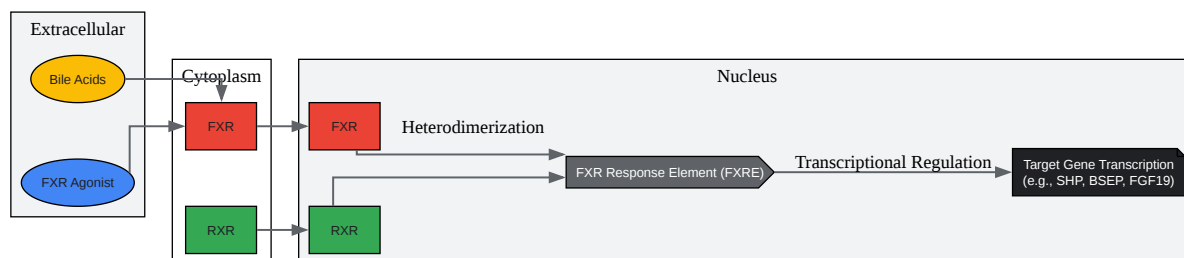 Extracellular
Bile Acids
FXR Agonist
Cytoplasm
FXR
RXR
Nucleus
FXR
RXR
Heterodimerization
FXR Response Element (FXRE)
Transcriptional Regulation
Target Gene Transcription
(e.g., SHP, BSEP, FGF19)